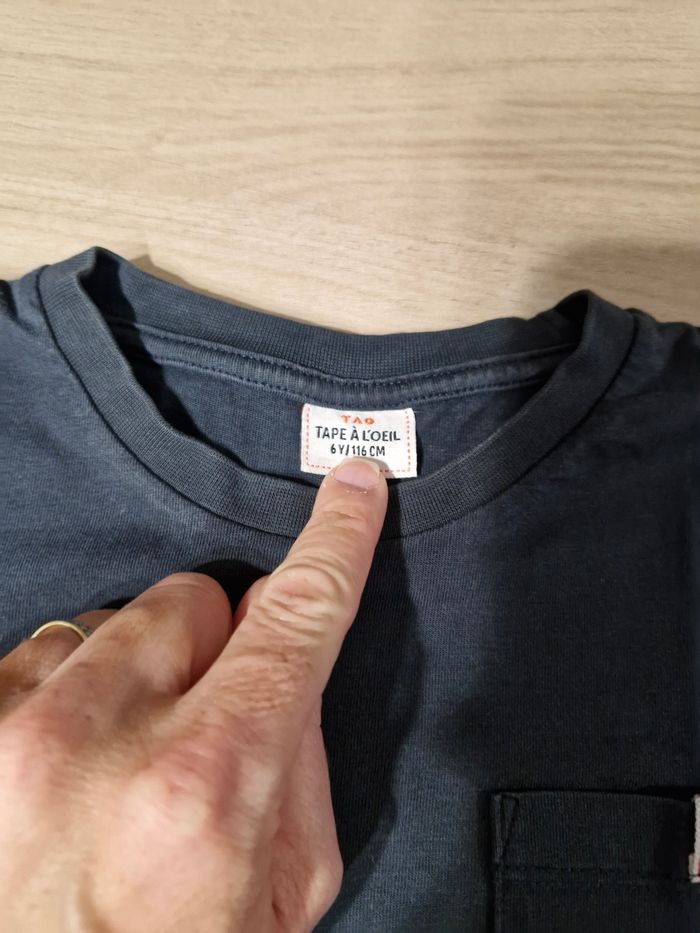 TAO
TAPE À L'OEIL
6Y/116 CM